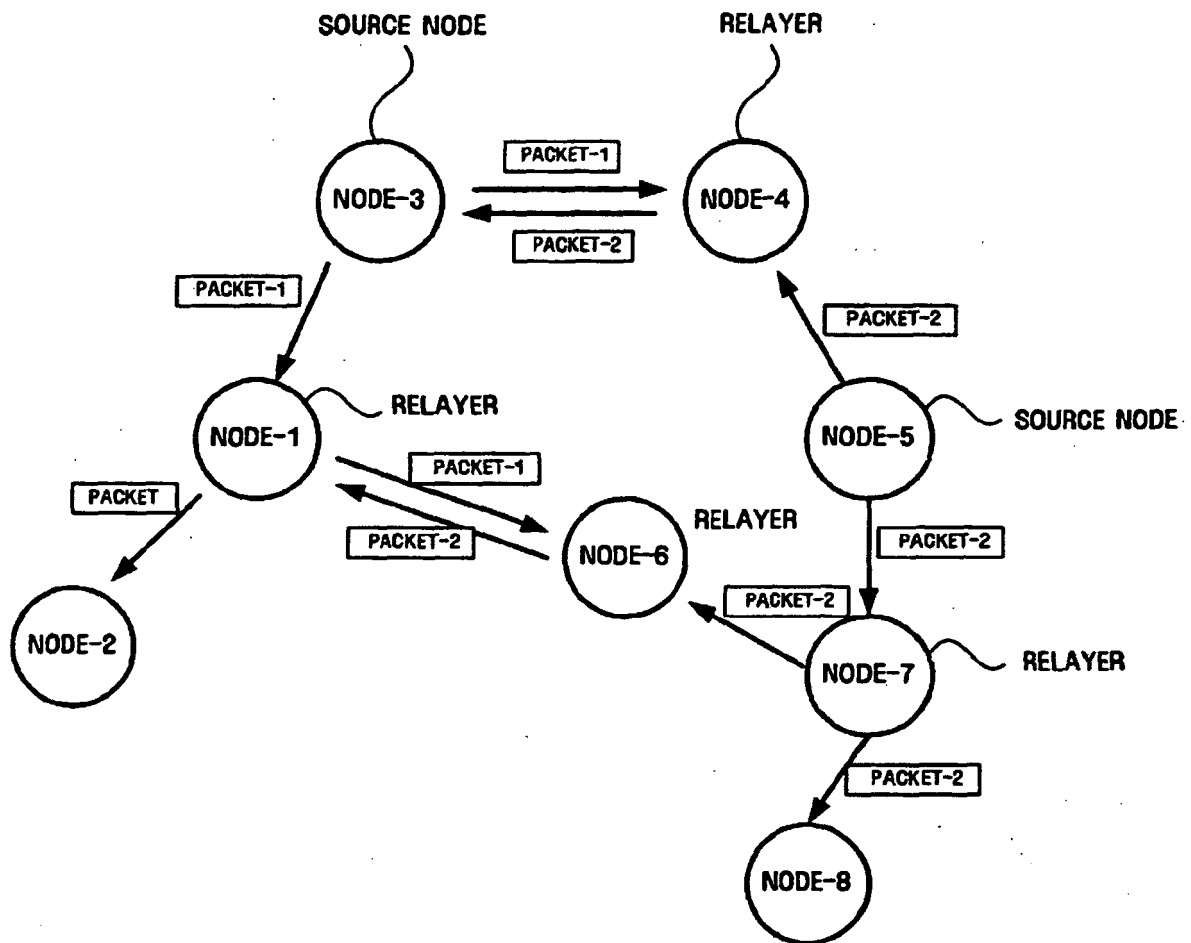 SOURCE NODE
RELAYER
PACKET-1
NODE-3
NODE-4
PACKET-2
PACKET-1
PACKET-2
RELAYER
NODE-1
NODE-5
SOURCE NODE
PACKET-1
PACKET
RELAYER
PACKET-2
PACKET-2
NODE-6
PACKET-2
NODE-2
RELAYER
NODE-7
PACKET-2
NODE-8